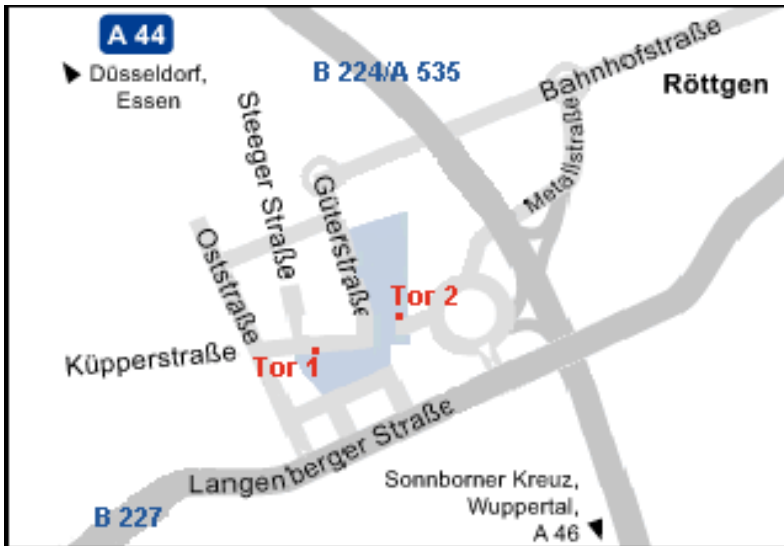 A 44
Düsseldorf,
Essen
B 224/A 535
Bahnhofstraße
Röttgen
Steeger Straße
Güterstraße
Metallstraße
Oststraße
Tor 2
Küpperstraße
Tor 1
Langenberger Straße
B 227
Sonnborner Kreuz,
Wuppertal,
A 46